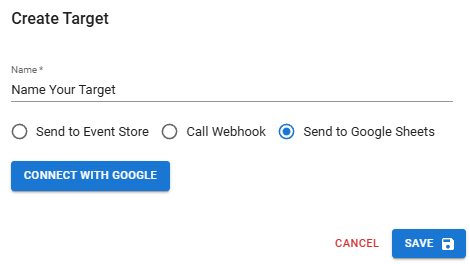 Create Target
Name *
Name Your Target
Send to Event Store Call Webhook Send to Google Sheets
CONNECT WITH GOOGLE
CANCEL SAVE